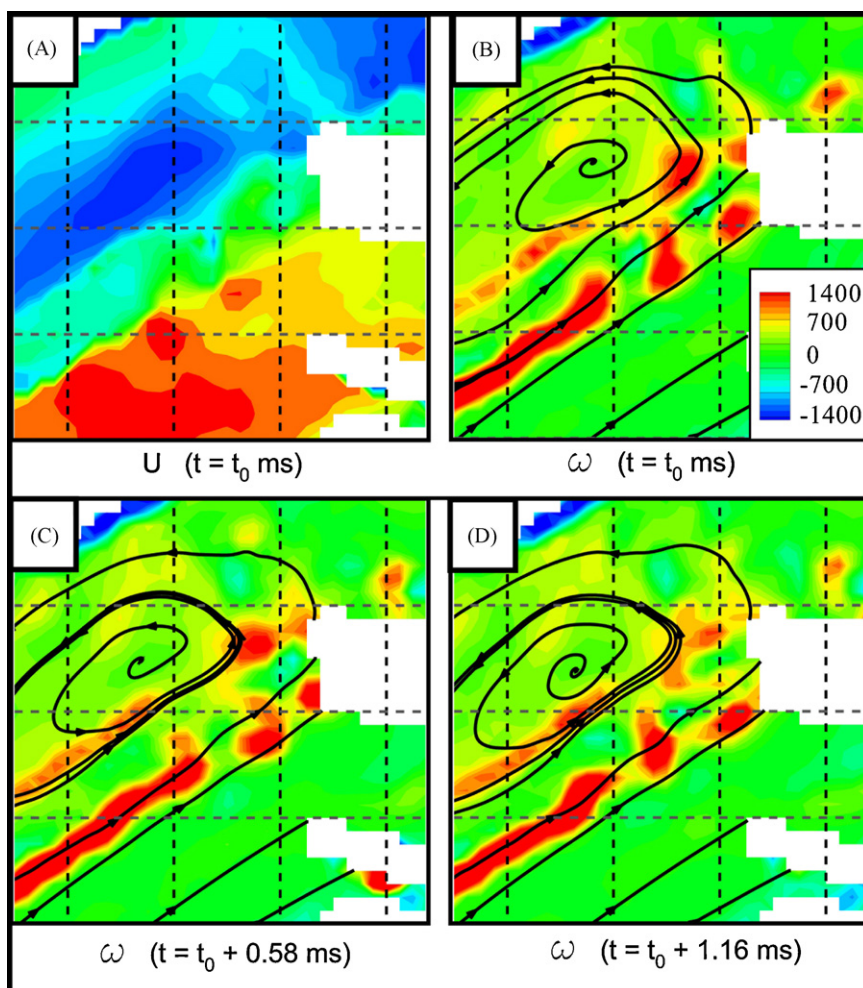 (A)
(B)
1400
700
0
-700
-1400
U (t = t₀ ms)
ω (t = t₀ ms)
(C)
(D)
ω (t = t₀ + 0.58 ms)
ω (t = t₀ + 1.16 ms)